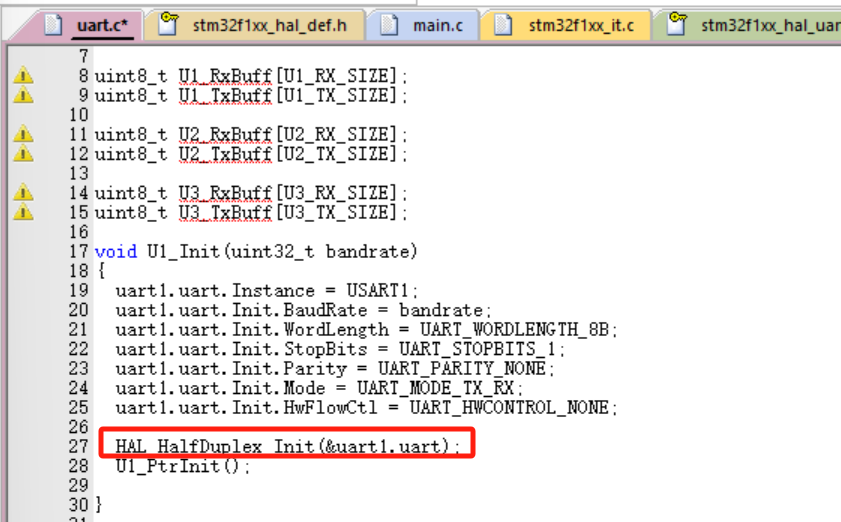 uart.c* stm32f1xx_hal_def.h main.c stm32f1xx_it.c stm32f1xx_hal_uar
7
8 uint8_t U1_RxBuff[U1_RX_SIZE];
9 uint8_t U1_TxBuff[U1_TX_SIZE];
10
11 uint8_t U2_RxBuff[U2_RX_SIZE];
12 uint8_t U2_TxBuff[U2_TX_SIZE];
13
14 uint8_t U3_RxBuff[U3_RX_SIZE];
15 uint8_t U3_TxBuff[U3_TX_SIZE];
16
17 void U1_Init(uint32_t bandrate)
18 {
19 uart1.uart.Instance = USART1;
20 uart1.uart.Init.BaudRate = bandrate;
21 uart1.uart.Init.WordLength = UART_WORDLENGTH_8B;
22 uart1.uart.Init.StopBits = UART_STOPBITS_1;
23 uart1.uart.Init.Parity = UART_PARITY_NONE;
24 uart1.uart.Init.Mode = UART_MODE_TX_RX;
25 uart1.uart.Init.HwFlowCtl = UART_HWCONTROL_NONE;
26
27 HAL_HalfDuplex_Init(&uart1.uart);
28 U1_PtrInit();
29
30 }